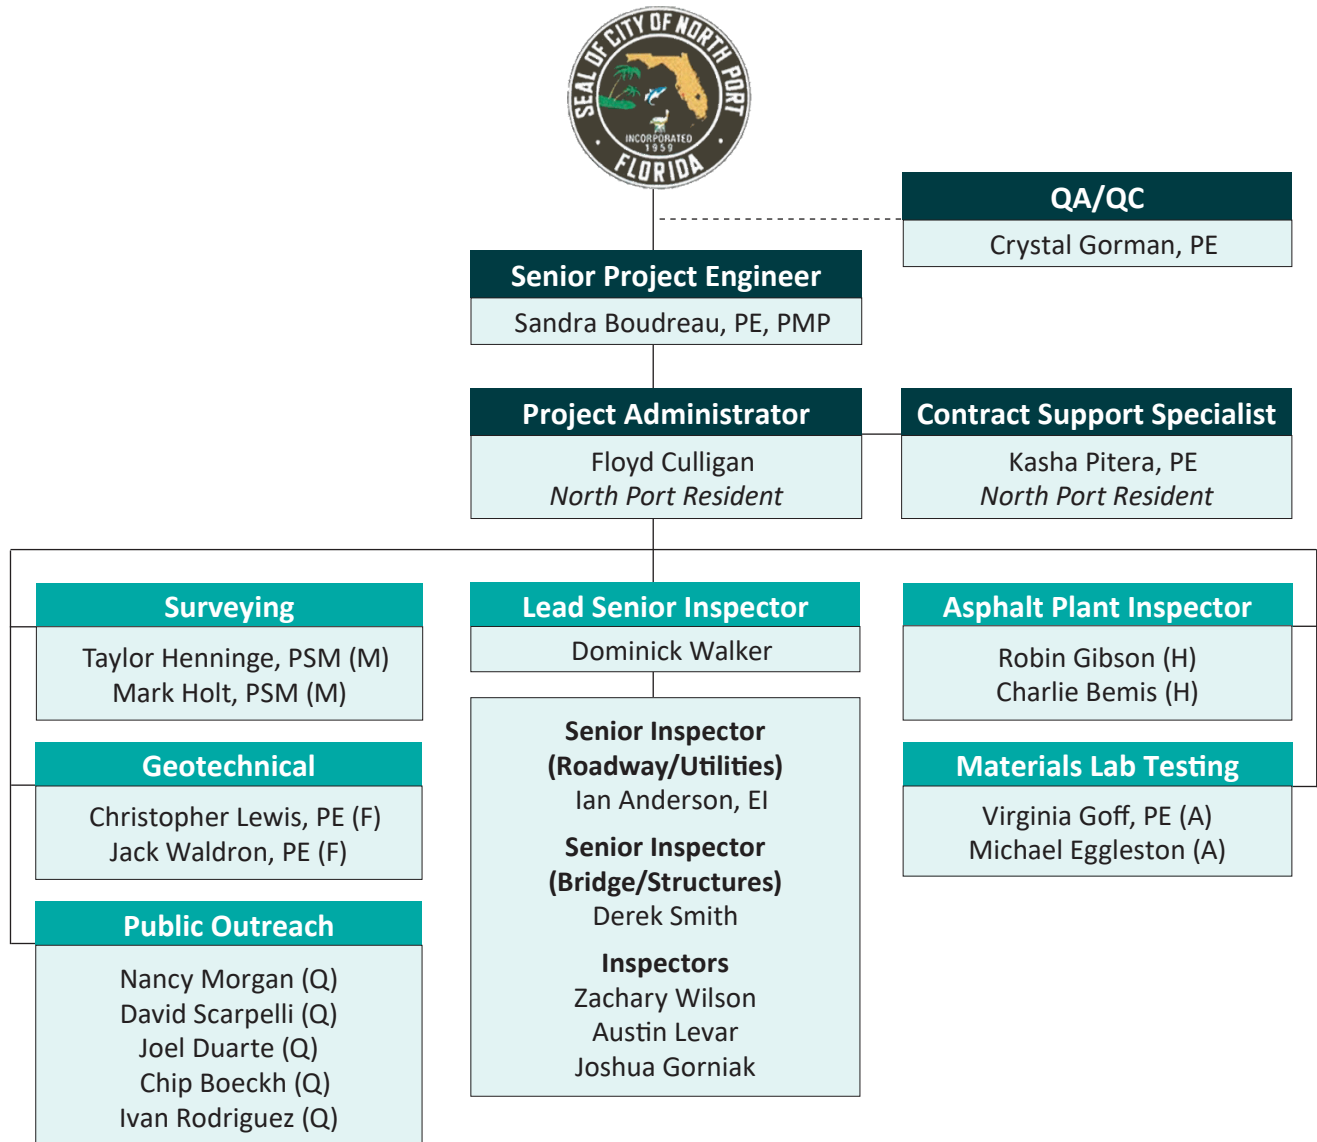 SEAL OF CITY OF NORTH PORT
INCORPORATED
1959
FLORIDA
QA/QC
Crystal Gorman, PE
Senior Project Engineer
Sandra Boudreau, PE, PMP
Project Administrator
Floyd Culligan
North Port Resident
Contract Support Specialist
Kasha Pitera, PE
North Port Resident
Surveying
Taylor Henninge, PSM (M)
Mark Holt, PSM (M)
Geotechnical
Christopher Lewis, PE (F)
Jack Waldron, PE (F)
Public Outreach
Nancy Morgan (Q)
David Scarpelli (Q)
Joel Duarte (Q)
Chip Boeckh (Q)
Ivan Rodriguez (Q)
Lead Senior Inspector
Dominick Walker
Senior Inspector
(Roadway/Utilities)
Ian Anderson, EI
Senior Inspector
(Bridge/Structures)
Derek Smith
Inspectors
Zachary Wilson
Austin Levar
Joshua Gorniak
Asphalt Plant Inspector
Robin Gibson (H)
Charlie Bemis (H)
Materials Lab Testing
Virginia Goff, PE (A)
Michael Eggleston (A)